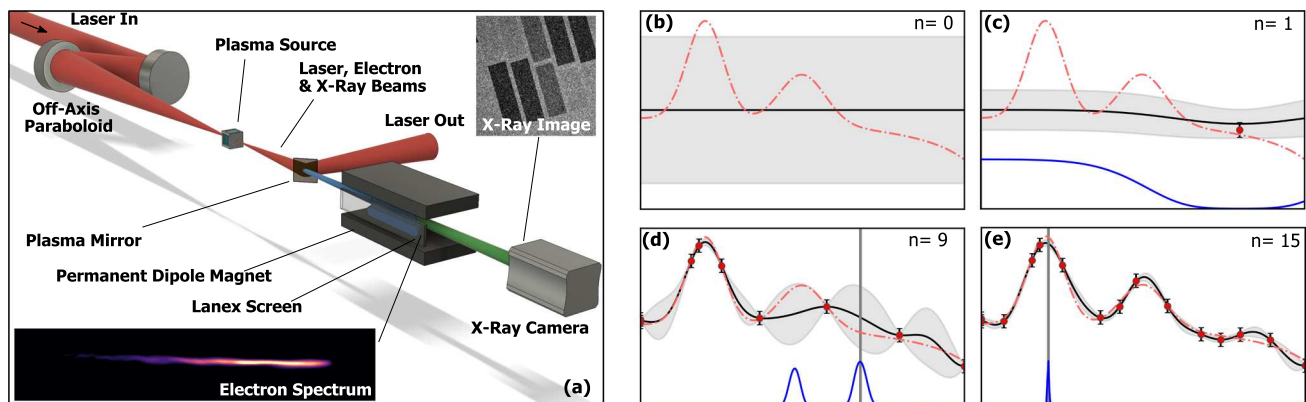 Laser In
Plasma Source
Laser, Electron
& X-Ray Beams
Off-Axis
Paraboloid
Laser Out
X-Ray Image
Plasma Mirror
Permanent Dipole Magnet
Lanex Screen
X-Ray Camera
Electron Spectrum
(a)
(b)
n= 0
(c)
n= 1
(d)
n= 9
(e)
n= 15